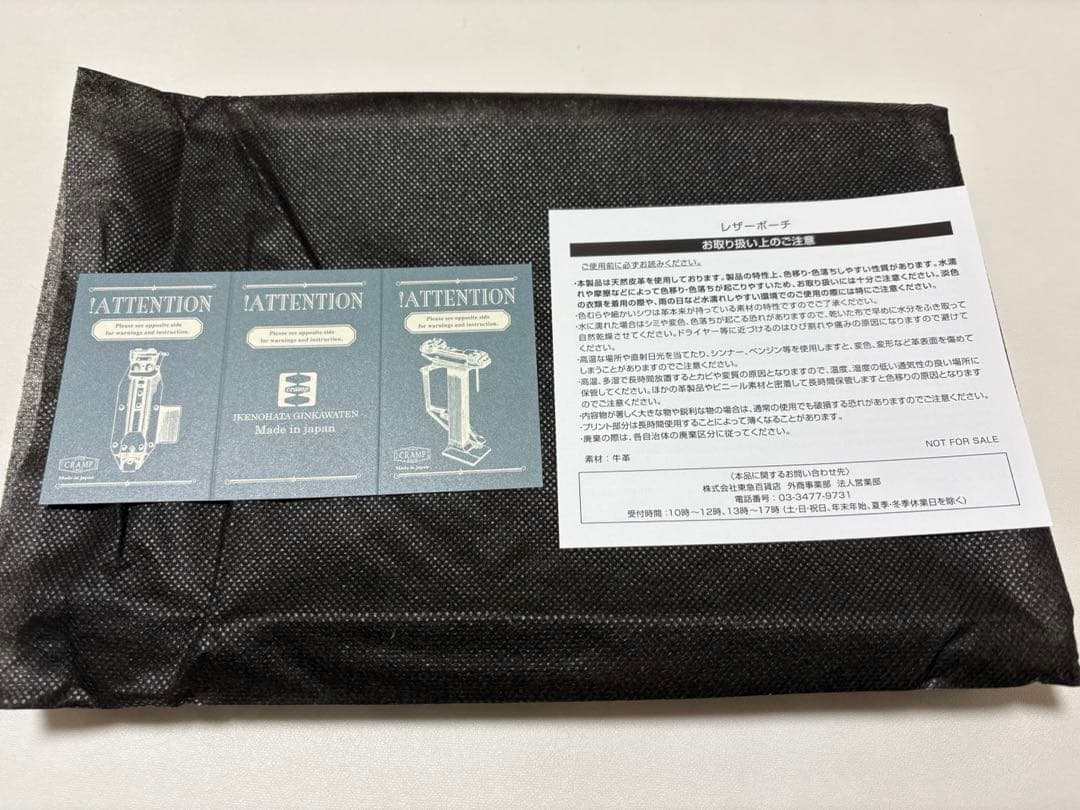 !ATTENTION
Please see opposite side
for warnings and instruction.
CRAMP
Made in Japan
!ATTENTION
Please see opposite side
for warnings and instruction.
cramp
IKENOHATA GINKAWATEN
Made in japan
!ATTENTION
Please see opposite side
for warnings and instruction.
CRAMP
Made in Japan
レザーポーチ
お取り扱い上のご注意
ご使用前に必ずお読みください。
・本製品は天然皮革を使用しております。製品の特性上、色移り・色落ちしやすい性質があります。水濡
れや摩擦などによって色移り・色落ちが起こりやすいため、お取り扱いには十分ご注意ください。淡色
の衣類を着用の際や、雨の日など水濡れしやすい環境でのご使用の際には特にご注意ください。
・色むらや細かいシワは革本来が持っている素材の特性ですのでご了承ください。
・水に濡れた場合はシミや変色、色落ちが起こる恐れがありますので、乾いた布で早めに水分をふき取って
自然乾燥させてください。ドライヤー等に近づけるのはひび割れや痛みの原因になりますので避けて
ください。
・高温な場所や直射日光を当てたり、シンナー、ベンジン等を使用しますと、変色、変形など革表面を傷めて
しまうことがありますのでご注意ください。
・高温、多湿で長時間放置するとカビや変質の原因となりますので、温度、湿度の低い通気性の良い場所に
保管してください。ほかの革製品やビニール素材と密着して長時間保管しますと色移りの原因となります
のでご注意ください。
・内容物が著しく大きな物や鋭利な物の場合は、通常の使用でも破損する恐れがありますのでご注意ください。
・プリント部分は長時間使用することによって薄くなることがあります。
・廃棄の際は、各自治体の廃棄区分に従ってください。
NOT FOR SALE
素材：牛革
〈本品に関するお問い合わせ先〉
株式会社東急百貨店 外商事業部 法人営業部
電話番号：03-3477-9731
受付時間：10時〜12時、13時〜17時（土・日・祝日、年末年始、夏季・冬季休業日を除く）